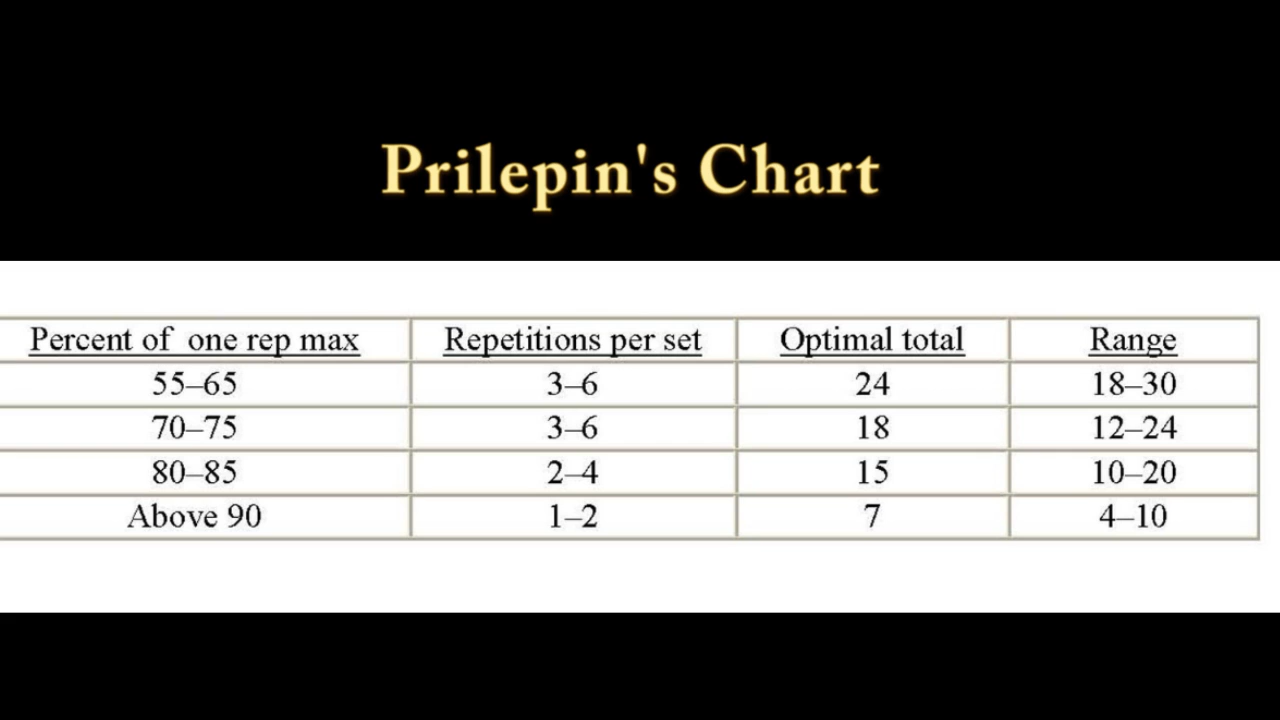 Prilepin's Chart
Percent of one rep max Repetitions per set Optimal total Range
55–65 3–6 24 18–30
70–75 3–6 18 12–24
80–85 2–4 15 10–20
Above 90 1–2 7 4–10